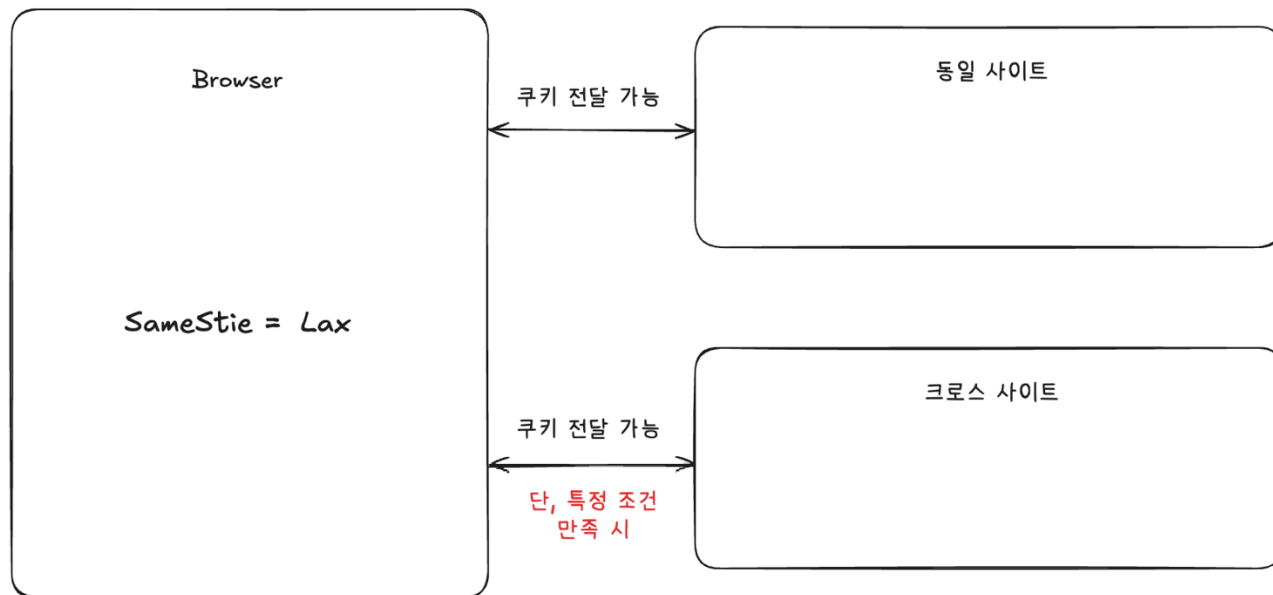 Browser
SameStie = Lax
쿠키 전달 가능
동일 사이트
쿠키 전달 가능
단, 특정 조건
만족 시
크로스 사이트